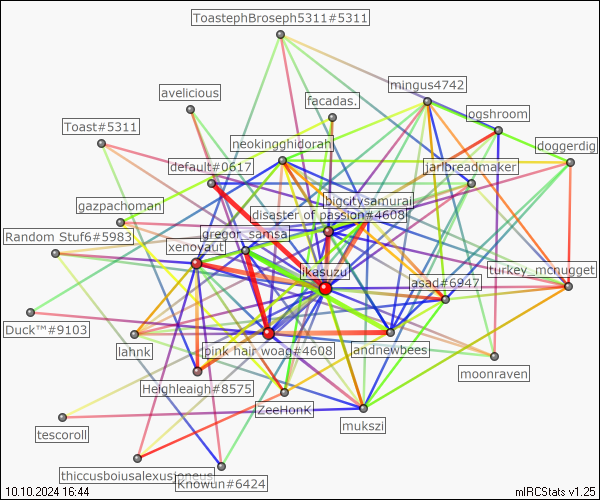 ToastephBroseph5311#5311
mingus4742
avelicious
facadas.
ogshroom
Toast#5311
neokingghidorah
doggerdig
default#0617
jarlbreadmaker
gazpachoman
bigcitysamurai
disaster of passion#4608
Random Stuf6#5983
gregor_samsa
xenoyaut
ikasuzu
turkey_mcnugget
asad#6947
Duck™#9103
lahnk
pink hair woag#4608
andnewbees
moonraven
Heighleigh#8575
ZeeHonK
mukszi
tescoroll
thiccusboiusalexusjoneus
Knowun#6424
10.10.2024 16:44
mIRCStats v1.25